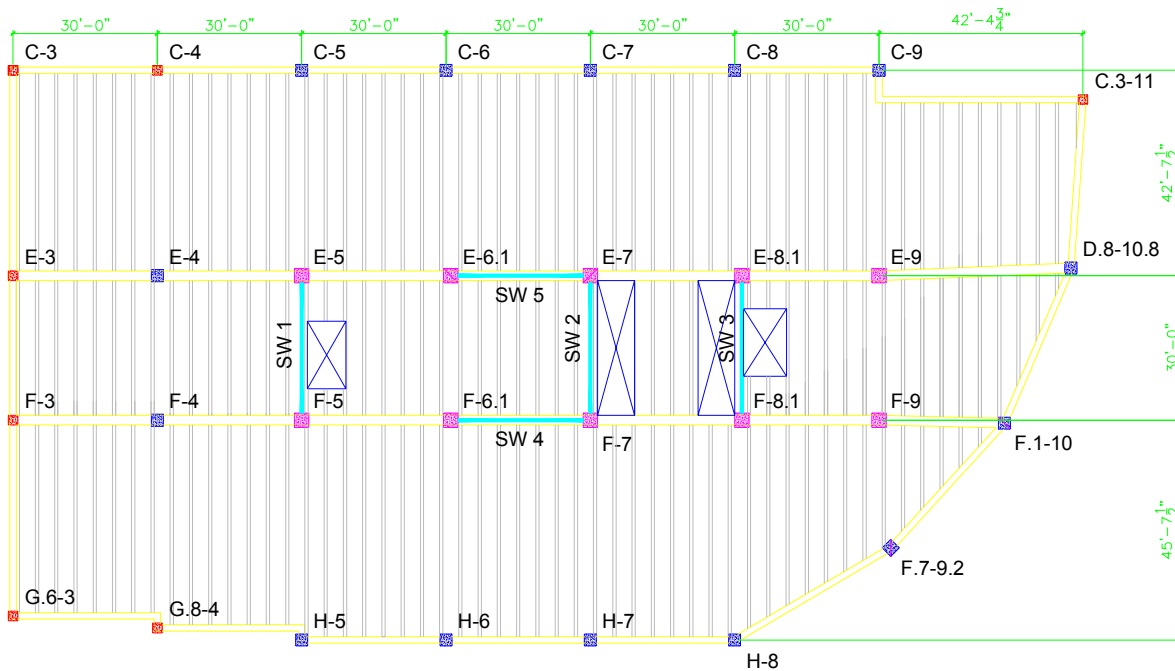 30'-0" 30'-0" 30'-0" 30'-0" 30'-0" 30'-0" 42'-4 3/4"
C-3 C-4 C-5 C-6 C-7 C-8 C-9
C.3-11
42'-7 1/2"
E-3 E-4 E-5 E-6.1 E-7 E-8.1 E-9 D.8-10.8
SW 5
SW 1 SW 2 SW 3 30'-0"
F-3 F-4 F-5 F-6.1 F-8.1 F-9
SW 4 F-7 F.1-10
45'-7 1/2"
F.7-9.2
G.6-3 G.8-4 H-5 H-6 H-7
H-8